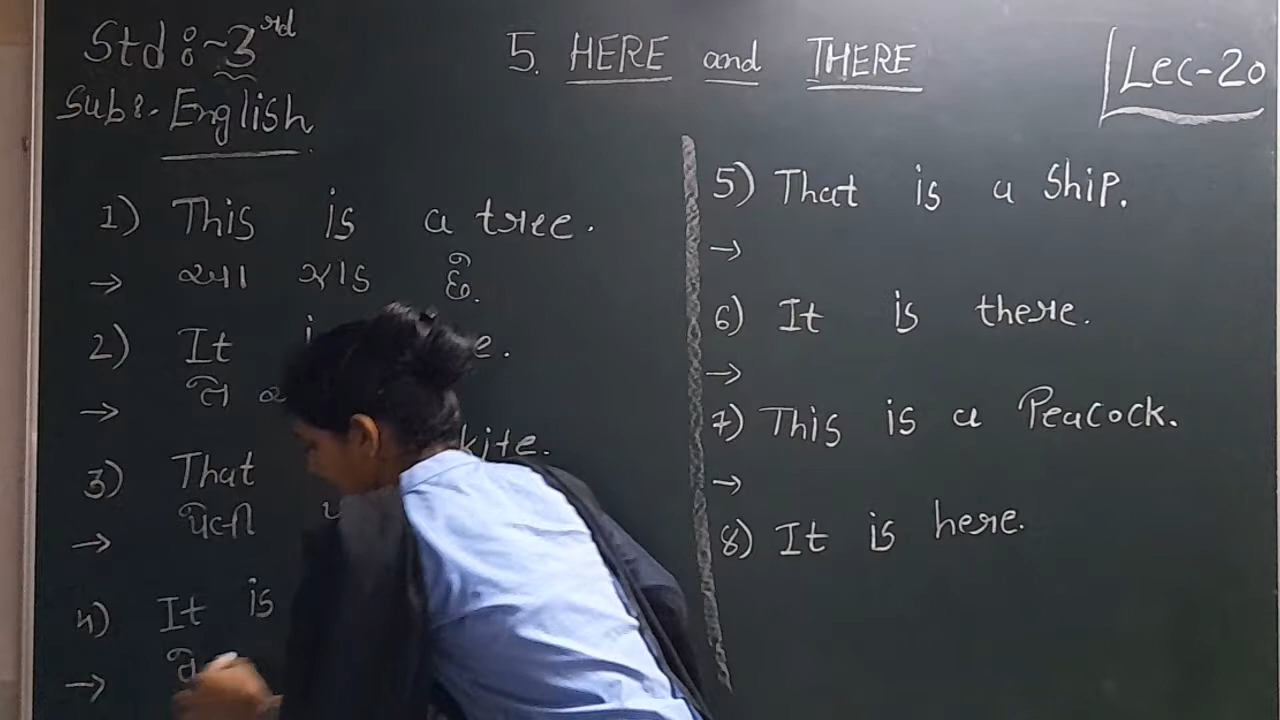 Std:~3rd
Sub:- English
5. HERE and THERE
Lec-20
1) This is a tree.
→ આ ઝાડ છે.
2) It
→ તે
3) That kite.
→ પેલી
4) It is
→ તે
5) That is a Ship.
→
6) It is there.
→
7) This is a Peacock.
→
8) It is here.